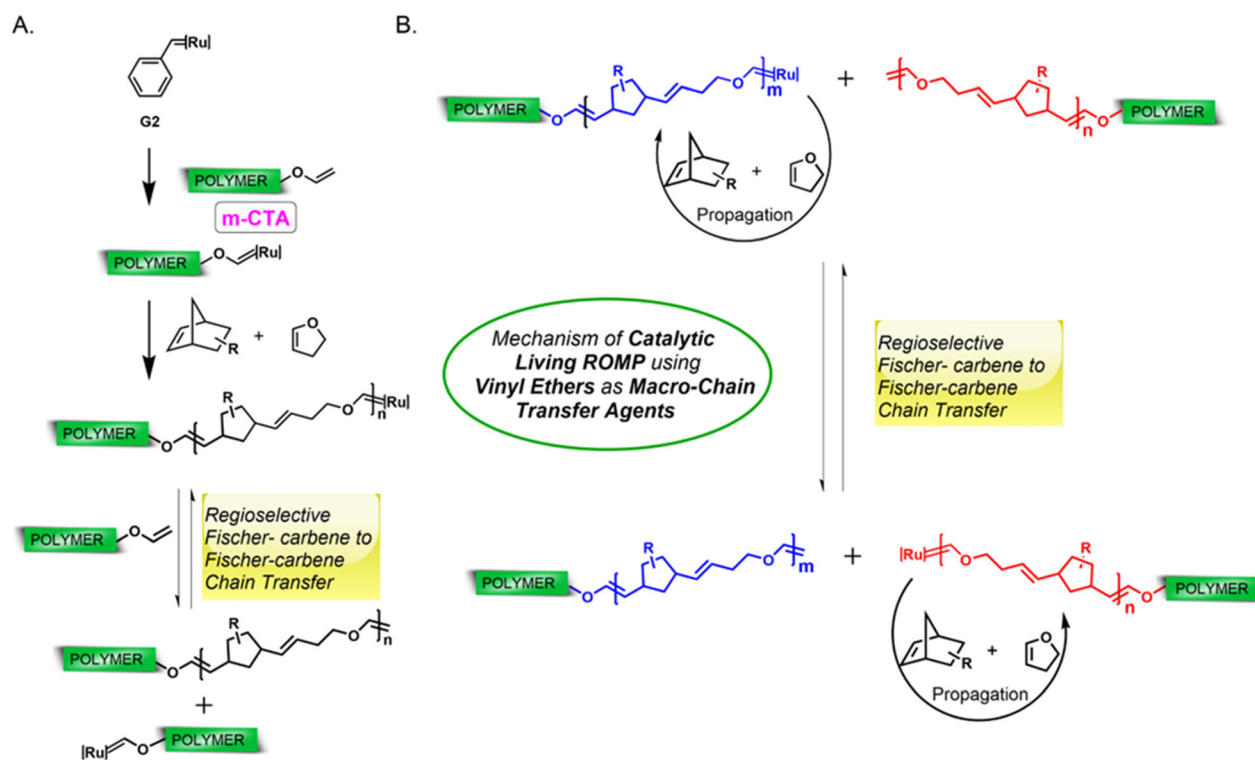 A.
|Ru|
G2
POLYMER
O
m-CTA
POLYMER
O
|Ru|
R
+
O
R
POLYMER
O
O
n
|Ru|
POLYMER
O
Regioselective
Fischer- carbene to
Fischer-carbene
Chain Transfer
R
POLYMER
O
O
n
+
|Ru|
O
POLYMER
B.
R
POLYMER
O
O
m
|Ru|
+
O
R
n
O
POLYMER
R
+
O
Propagation
Mechanism of Catalytic
Living ROMP using
Vinyl Ethers as Macro-Chain
Transfer Agents
Regioselective
Fischer- carbene to
Fischer-carbene
Chain Transfer
R
POLYMER
O
O
m
+
|Ru|
O
R
n
O
POLYMER
R
+
O
Propagation